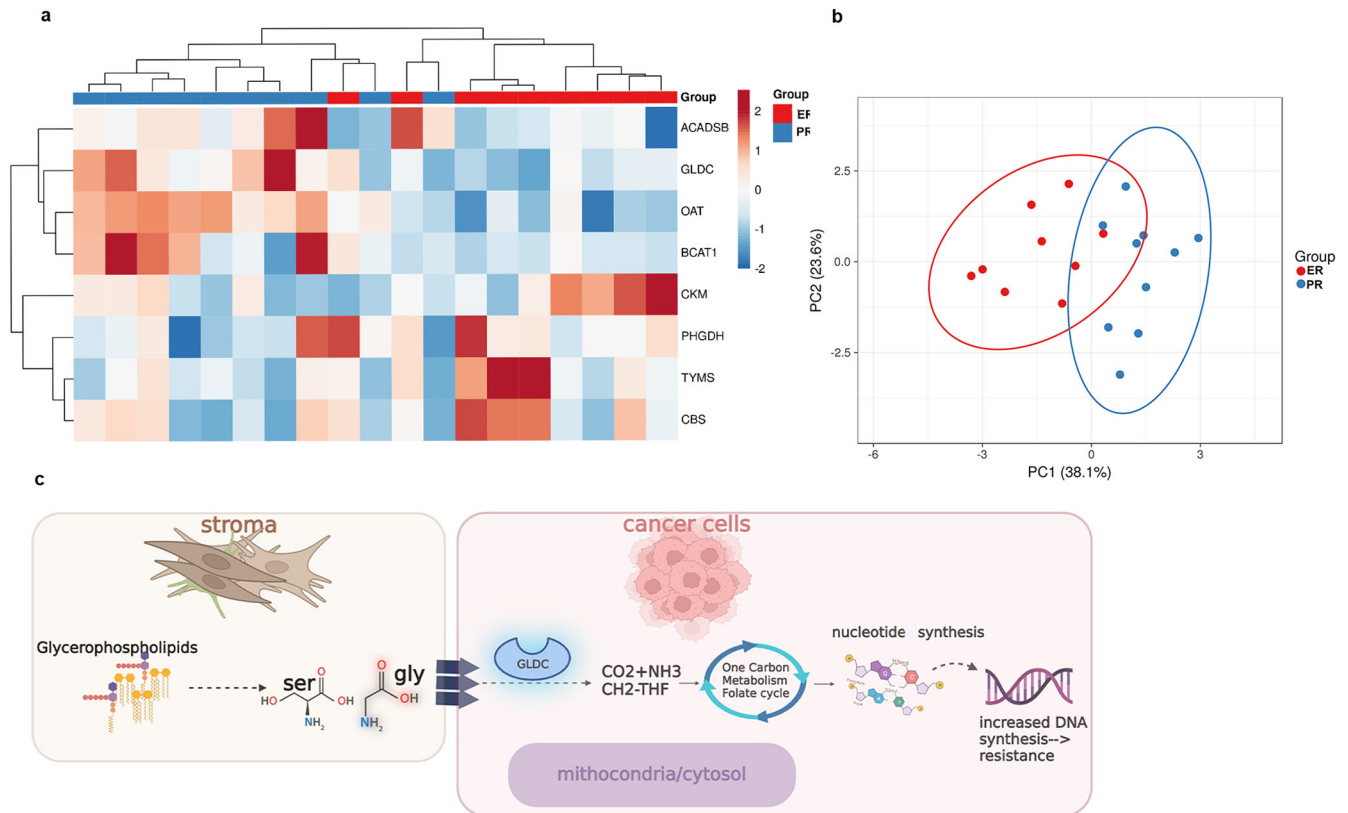 a
Group
2
1
0
-1
-2
Group
ER
PR
ACADSB
GLDC
OAT
BCAT1
CKM
PHGDH
TYMS
CBS
b
2.5
0.0
-2.5
PC2 (23.6%)
-6
-3
0
3
PC1 (38.1%)
Group
ER
PR
c
stroma
Glycerophospholipids
ser
O
HO
OH
NH2
gly
O
OH
NH2
cancer cells
GLDC
CO2+NH3
CH2-THF
One Carbon
Metabolism
Folate cycle
nucleotide synthesis
increased DNA
synthesis-->
resistance
mithocondria/cytosol